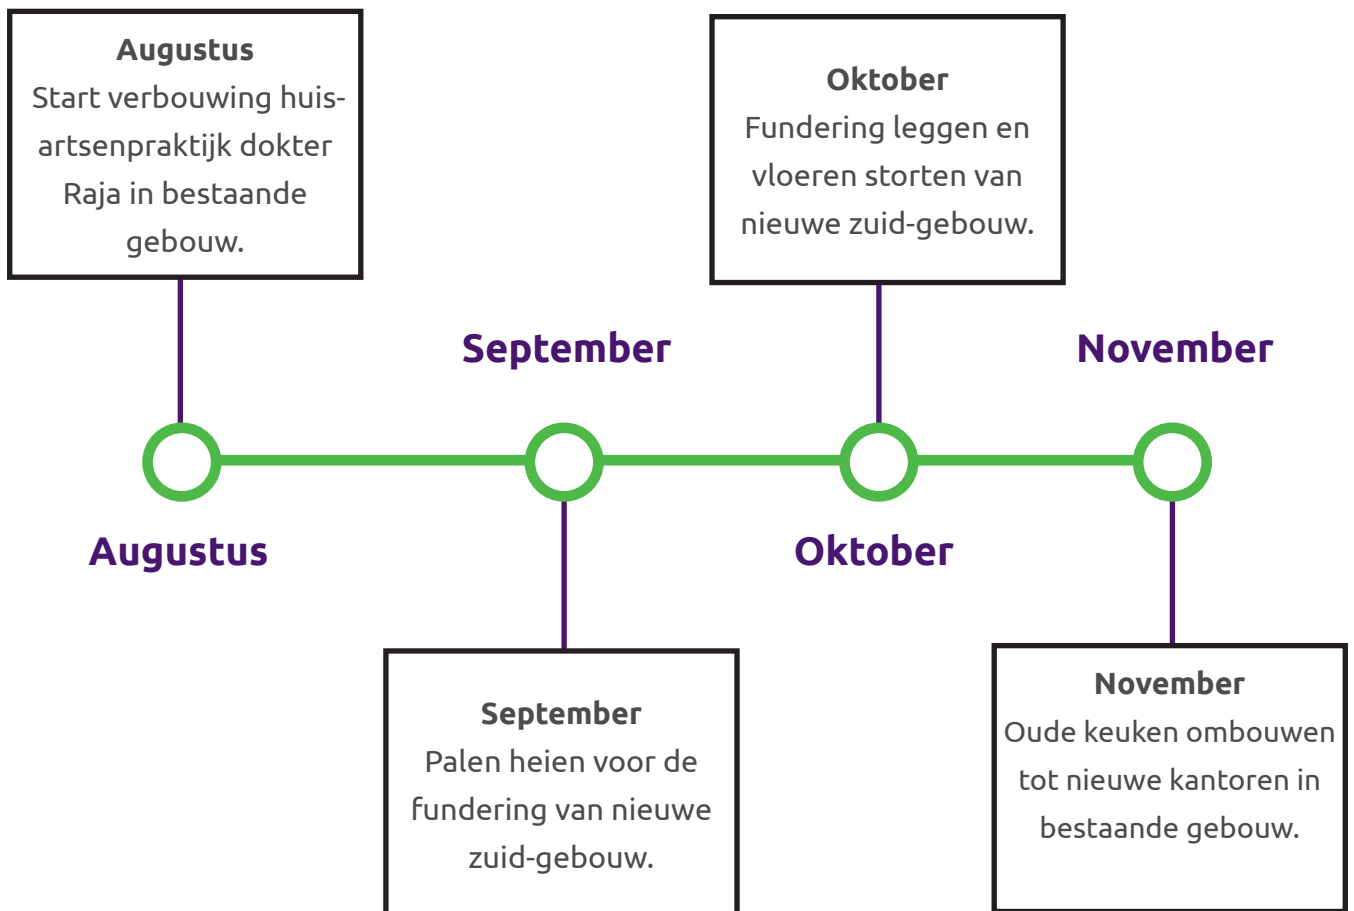 Augustus
Start verbouwing huis-
artsenpraktijk dokter
Raja in bestaande
gebouw.
Oktober
Fundering leggen en
vloeren storten van
nieuwe zuid-gebouw.
September
November
Augustus
Oktober
September
Palen heien voor de
fundering van nieuwe
zuid-gebouw.
November
Oude keuken ombouwen
tot nieuwe kantoren in
bestaande gebouw.